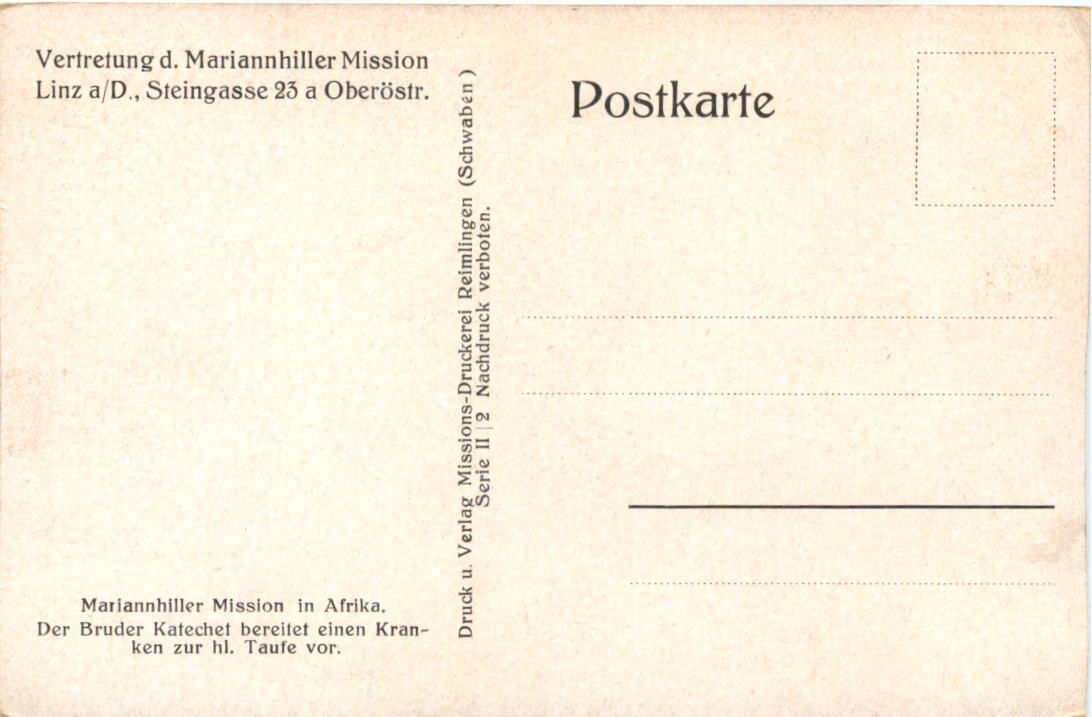 Vertretung d. Mariannhiller Mission
Linz a/D., Steingasse 23 a Oberöstr.
Postkarte
Druck u. Verlag Missions-Druckerei Reimlingen (Schwaben)
Serie II | 2 Nachdruck verboten.
Mariannhiller Mission in Afrika.
Der Bruder Katechet bereitet einen Kran-
ken zur hl. Taufe vor.